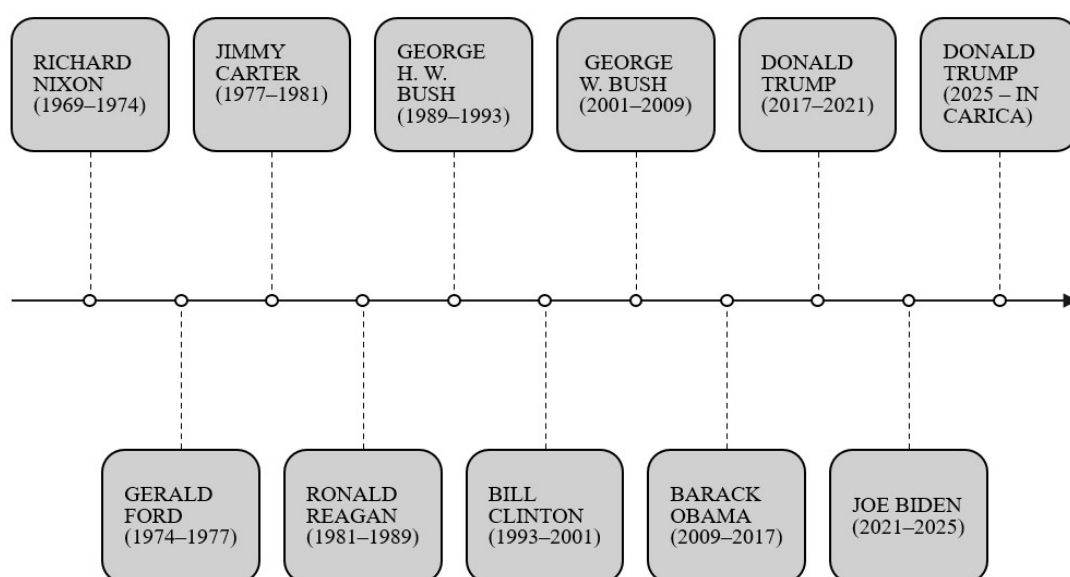 RICHARD
NIXON
(1969–1974)
JIMMY
CARTER
(1977–1981)
GEORGE
H. W.
BUSH
(1989–1993)
GEORGE
W. BUSH
(2001–2009)
DONALD
TRUMP
(2017–2021)
DONALD
TRUMP
(2025 – IN
CARICA)
GERALD
FORD
(1974–1977)
RONALD
REAGAN
(1981–1989)
BILL
CLINTON
(1993–2001)
BARACK
OBAMA
(2009–2017)
JOE BIDEN
(2021–2025)